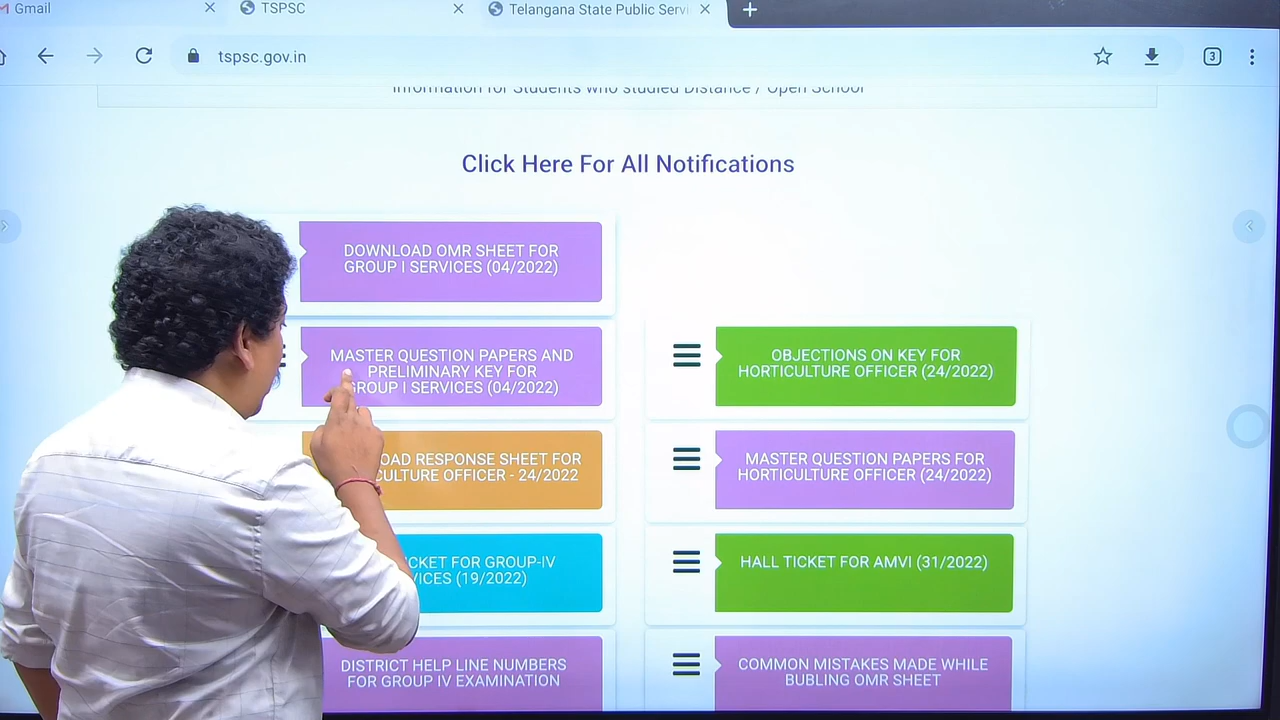 Gmail
TSPSC
Telangana State Public Servi
tspsc.gov.in
3
Information for Students who studied Distance / Open School
Click Here For All Notifications
DOWNLOAD OMR SHEET FOR
GROUP I SERVICES (04/2022)
MASTER QUESTION PAPERS AND
PRELIMINARY KEY FOR
GROUP I SERVICES (04/2022)
OBJECTIONS ON KEY FOR
HORTICULTURE OFFICER (24/2022)
OAD RESPONSE SHEET FOR
CULTURE OFFICER - 24/2022
MASTER QUESTION PAPERS FOR
HORTICULTURE OFFICER (24/2022)
CKET FOR GROUP-IV
VICES (19/2022)
HALL TICKET FOR AMVI (31/2022)
DISTRICT HELP LINE NUMBERS
FOR GROUP IV EXAMINATION
COMMON MISTAKES MADE WHILE
BUBLING OMR SHEET